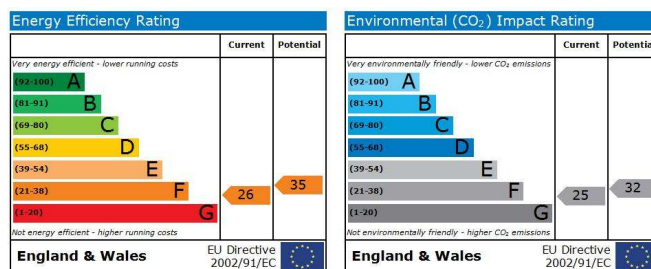 Energy Efficiency Rating
Current Potential
Very energy efficient - lower running costs
(92-100) A
(81-91) B
(69-80) C
(55-68) D
(39-54) E
(21-38) F
(1-20) G
26
35
Not energy efficient - higher running costs
England & Wales
EU Directive
2002/91/EC
Environmental (CO₂) Impact Rating
Current Potential
Very environmentally friendly - lower CO₂ emissions
(92-100) A
(81-91) B
(69-80) C
(55-68) D
(39-54) E
(21-38) F
(1-20) G
25
32
Not environmentally friendly - higher CO₂ emissions
England & Wales
EU Directive
2002/91/EC